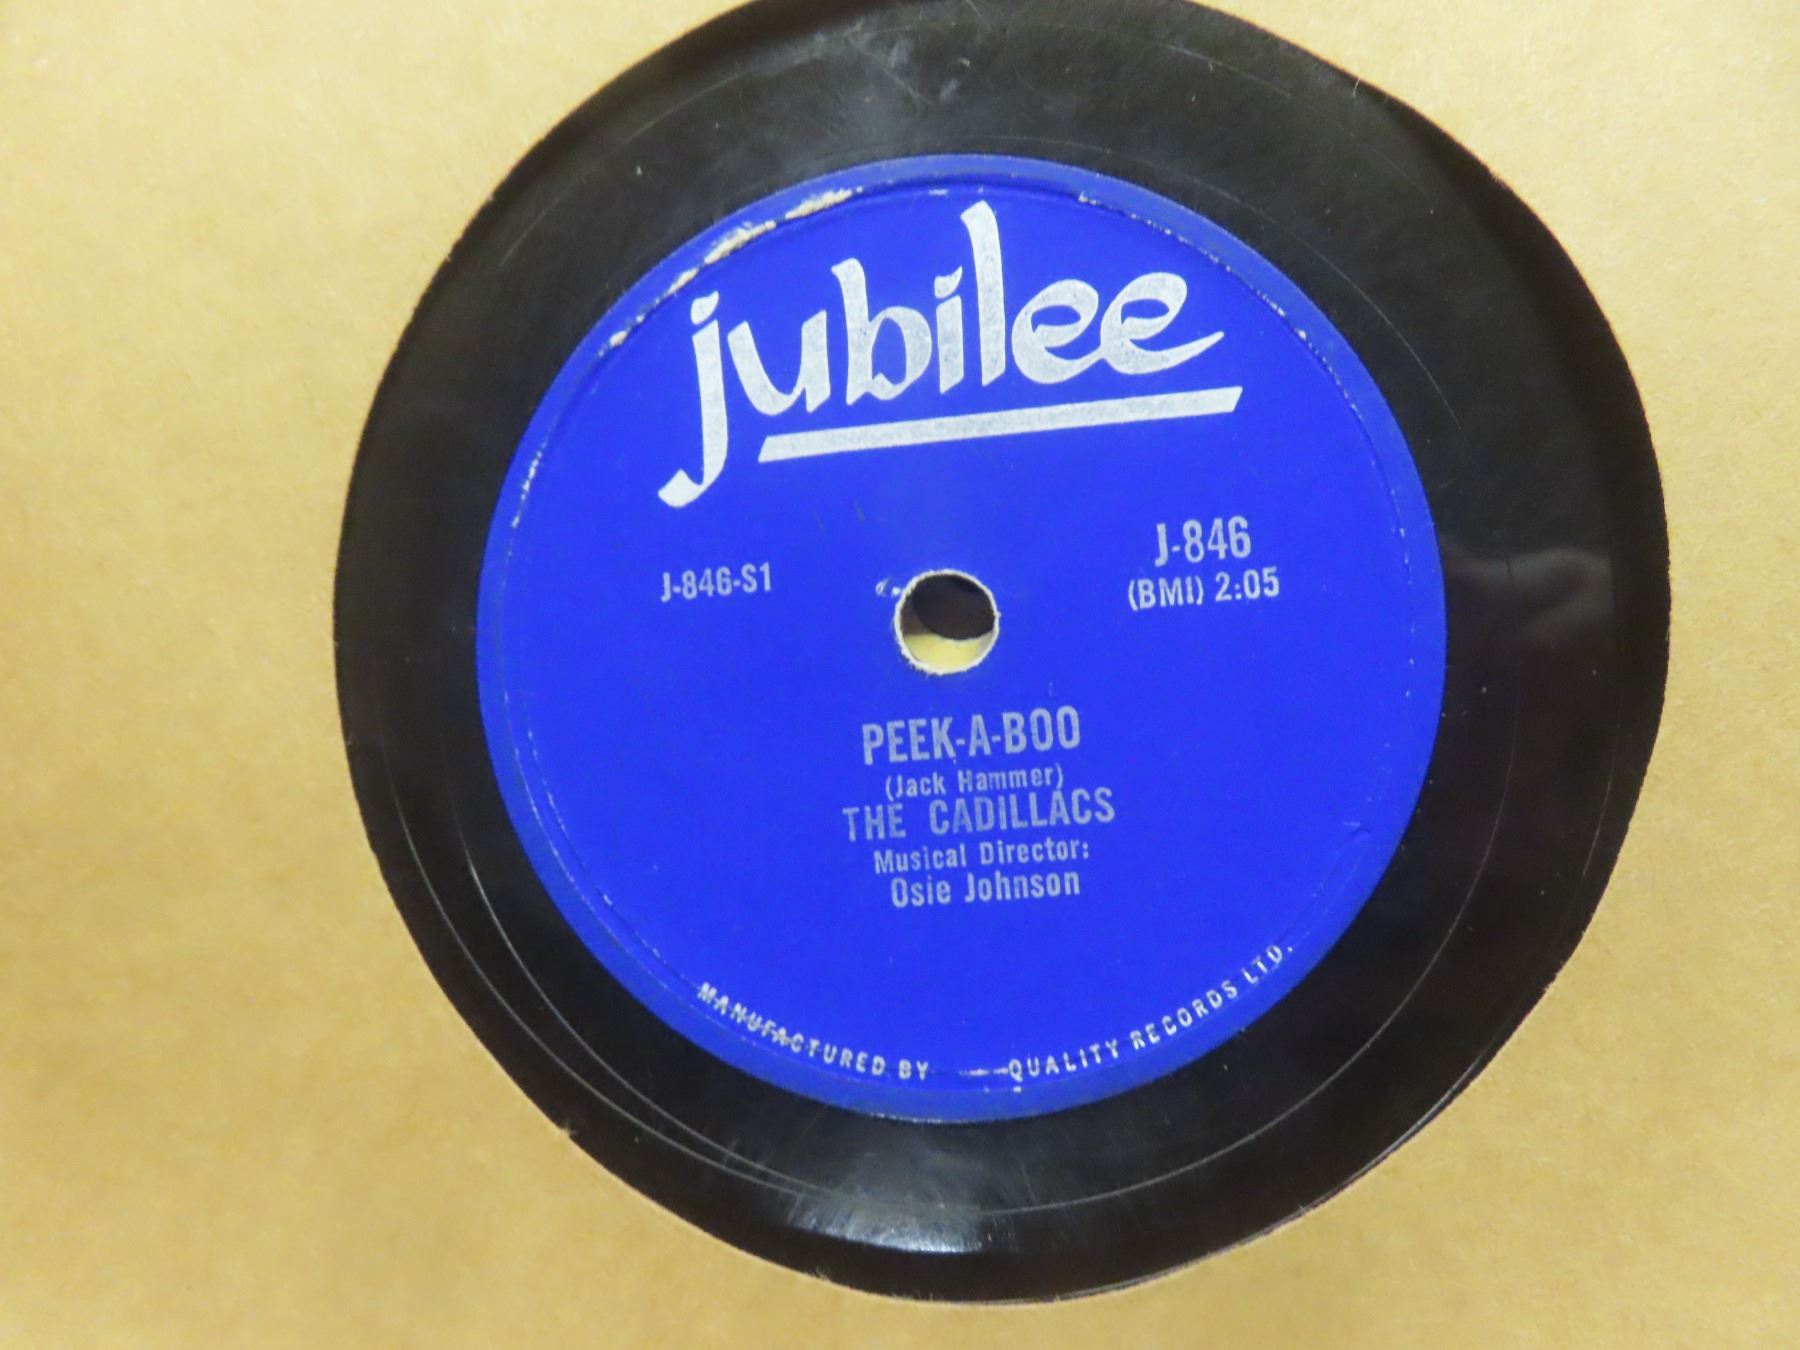 jubilee
J-846-S1
J-846
(BMI) 2:05
PEEK-A-BOO
(Jack Hammer)
THE CADILLACS
Musical Director:
Osie Johnson
MANUFACTURED BY — QUALITY RECORDS LTD.